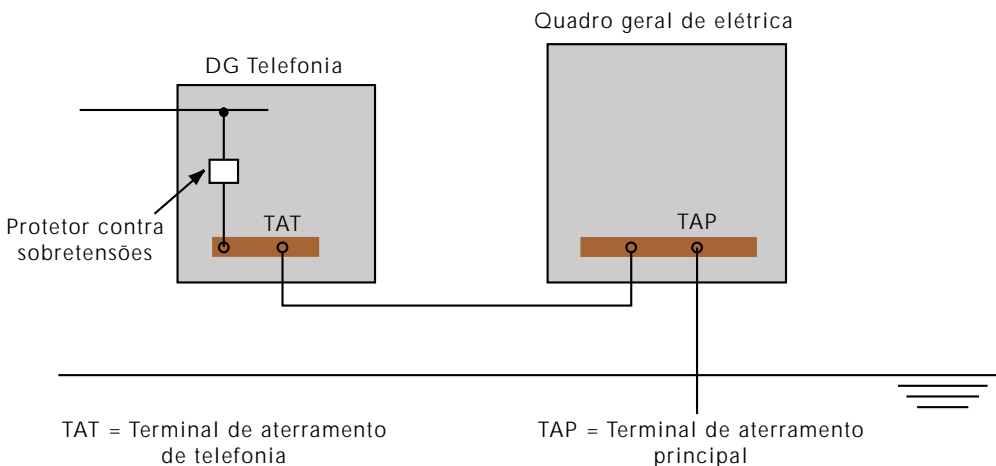 Quadro geral de elétrica
DG Telefonia
Protetor contra
sobretensões
TAT
TAP
TAT = Terminal de aterramento
de telefonia
TAP = Terminal de aterramento
principal